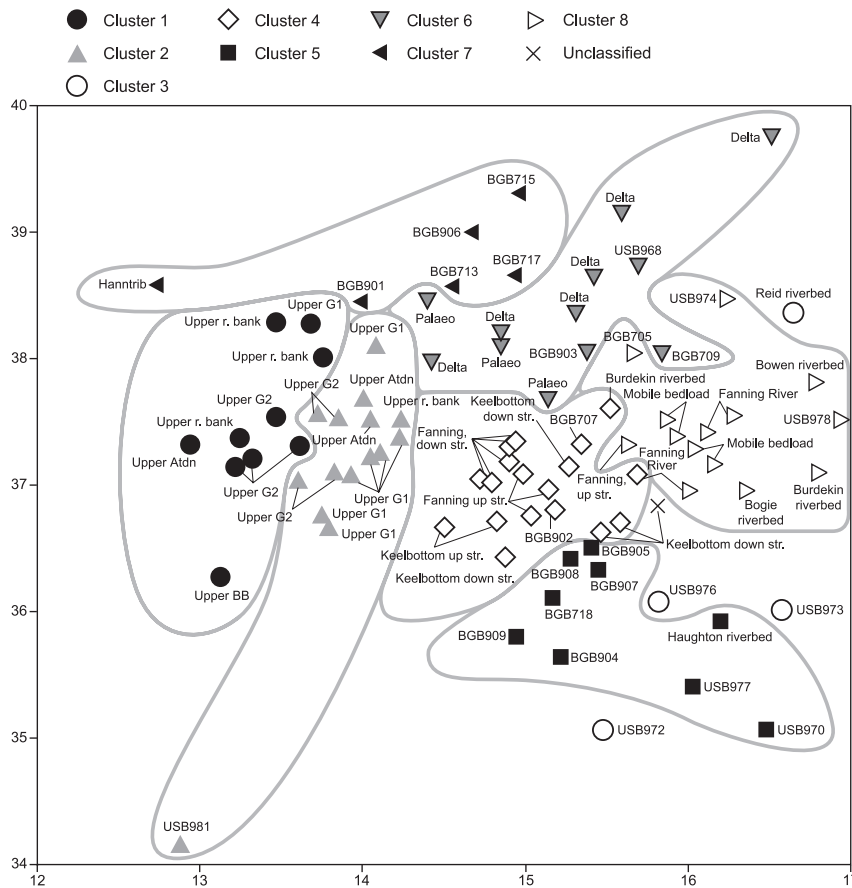 Cluster 1 Cluster 4 Cluster 6 Cluster 8
Cluster 2 Cluster 5 Cluster 7 Unclassified
Cluster 3
40
Delta
BGB715
Delta
39
BGB906
USB968
Delta
BGB717
Hanntrib
BGB713
BGB901
USB974
Reid riverbed
Upper G1
Delta
Upper r. bank
Palaeo
Delta
Upper G1
BGB705
38
Upper r. bank
BGB903
BGB709
Palaeo
Delta
Bowen riverbed
Upper G2
Upper Atdn
Palaeo
Burdekin riverbed
Mobile bedload
Fanning River
Upper G2
Upper r. bank
Keelbottom
down str.
BGB707
USB978
Upper r. bank
Upper Atdn
Fanning,
down str.
Mobile bedload
Upper Atdn
Fanning
River
Fanning,
up str.
37
Upper G2
Upper G1
Fanning up str.
Burdekin
riverbed
Bogie
riverbed
Upper G2
Upper G1
Upper G1
BGB902
Keelbottom down str.
Keelbottom up str.
BGB905
Keelbottom down str.
BGB908
BGB907
Upper BB
USB976
36
BGB718
USB973
BGB909
Haughton riverbed
BGB904
USB977
35
USB972
USB970
USB981
34
12 13 14 15 16 17